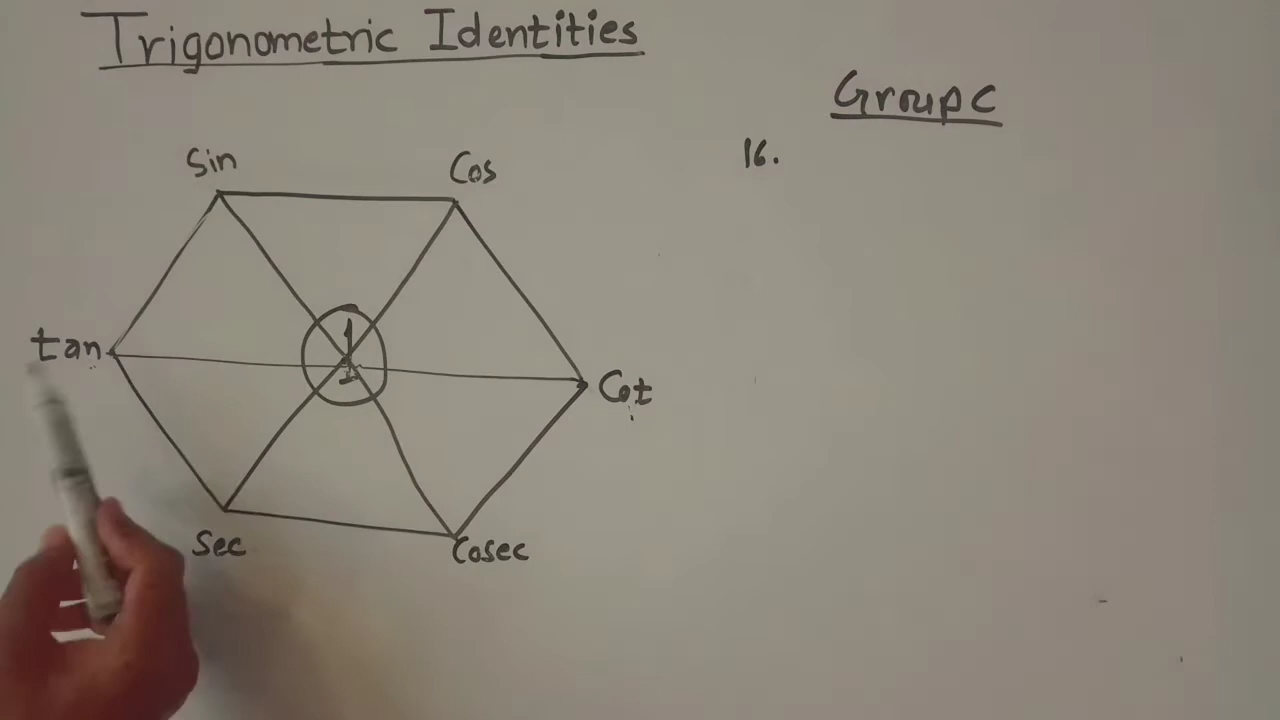 Trigonometric Identities
Group C
16.
Sin
Cos
tan
1
Cot
Sec
Cosec